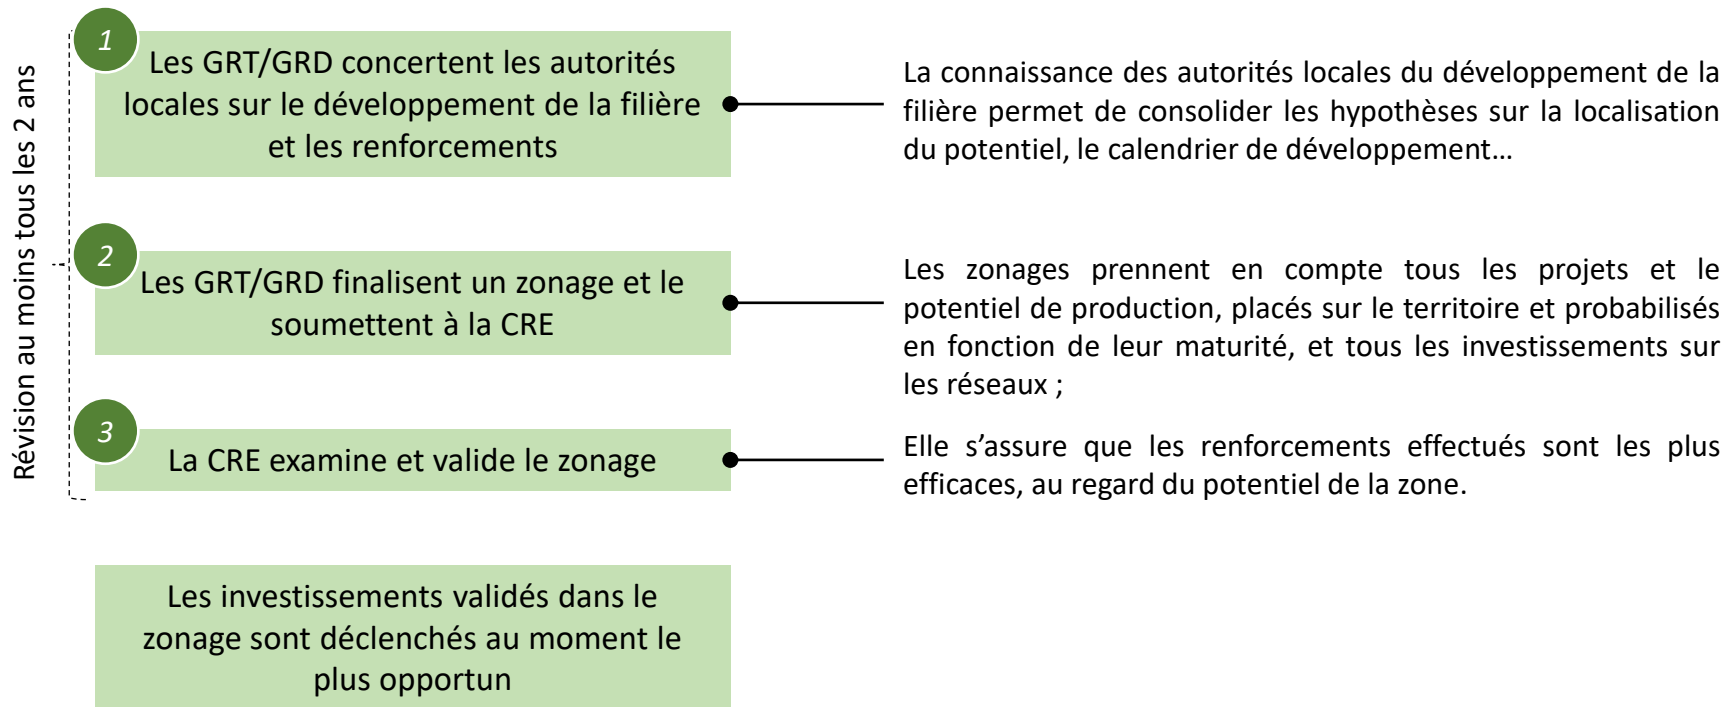 Révision au moins tous les 2 ans
1
Les GRT/GRD concertent les autorités
locales sur le développement de la filière
et les renforcements
La connaissance des autorités locales du développement de la
filière permet de consolider les hypothèses sur la localisation
du potentiel, le calendrier de développement…
2
Les GRT/GRD finalisent un zonage et le
soumettent à la CRE
Les zonages prennent en compte tous les projets et le
potentiel de production, placés sur le territoire et probabilisés
en fonction de leur maturité, et tous les investissements sur
les réseaux ;
3
La CRE examine et valide le zonage
Elle s’assure que les renforcements effectués sont les plus
efficaces, au regard du potentiel de la zone.
Les investissements validés dans le
zonage sont déclenchés au moment le
plus opportun